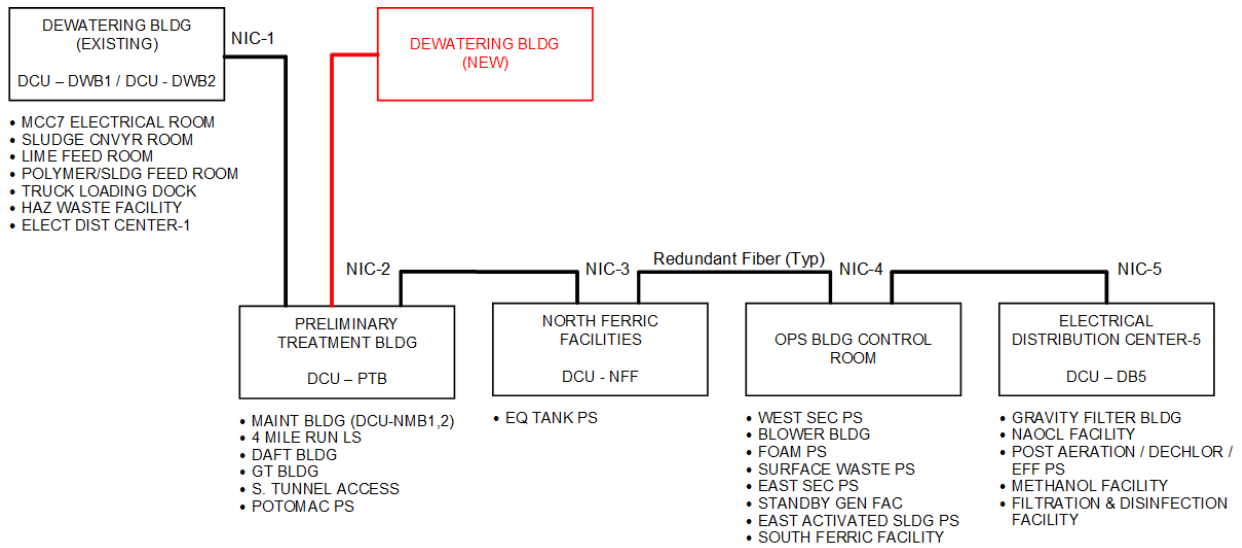 DEWATERING BLDG
(EXISTING)
DCU – DWB1 / DCU - DWB2
NIC-1
DEWATERING BLDG
(NEW)
• MCC7 ELECTRICAL ROOM
• SLUDGE CNVYR ROOM
• LIME FEED ROOM
• POLYMER/SLDG FEED ROOM
• TRUCK LOADING DOCK
• HAZ WASTE FACILITY
• ELECT DIST CENTER-1
NIC-2
NIC-3
Redundant Fiber (Typ)
NIC-4
NIC-5
PRELIMINARY
TREATMENT BLDG
DCU – PTB
• MAINT BLDG (DCU-NMB1,2)
• 4 MILE RUN LS
• DAFT BLDG
• GT BLDG
• S. TUNNEL ACCESS
• POTOMAC PS
NORTH FERRIC
FACILITIES
DCU - NFF
• EQ TANK PS
OPS BLDG CONTROL
ROOM
• WEST SEC PS
• BLOWER BLDG
• FOAM PS
• SURFACE WASTE PS
• EAST SEC PS
• STANDBY GEN FAC
• EAST ACTIVATED SLDG PS
• SOUTH FERRIC FACILITY
ELECTRICAL
DISTRIBUTION CENTER-5
DCU – DB5
• GRAVITY FILTER BLDG
• NAOCL FACILITY
• POST AERATION / DECHLOR /
EFF PS
• METHANOL FACILITY
• FILTRATION & DISINFECTION
FACILITY